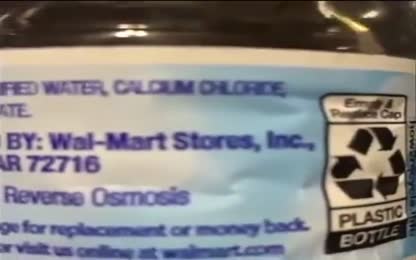 IFIED WATER, CALCIUM CHLORIDE,
ATE.
BY: Wal-Mart Stores, Inc.,
AR 72716
Reverse Osmosis
ge for replacement or money back.
or visit us online at walmart.com
Empty &
Replace Cap
PLASTIC
BOTTLE